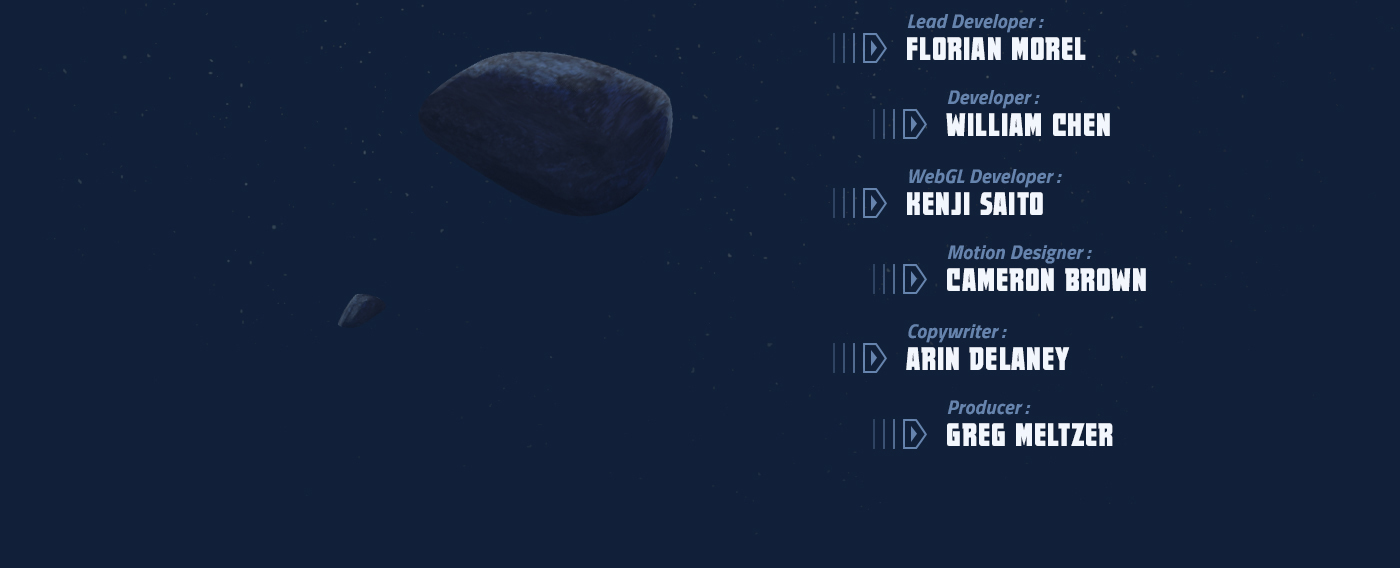 Lead Developer :
FLORIAN MOREL
Developer :
WILLIAM CHEN
WebGL Developer :
KENJI SAITO
Motion Designer :
CAMERON BROWN
Copywriter :
ARIN DELANEY
Producer :
GREG MELTZER